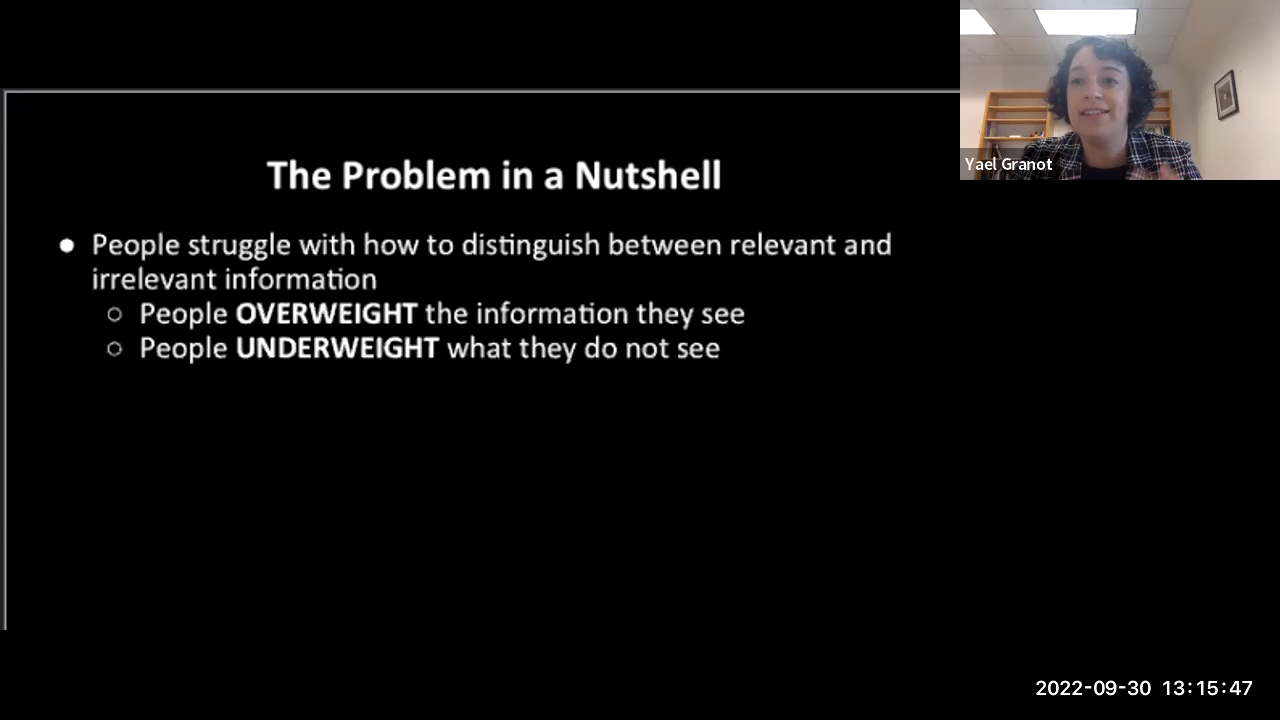 The Problem in a Nutshell
● People struggle with how to distinguish between relevant and
irrelevant information
○ People OVERWEIGHT the information they see
○ People UNDERWEIGHT what they do not see
Yael Granot
2022-09-30 13:15:47